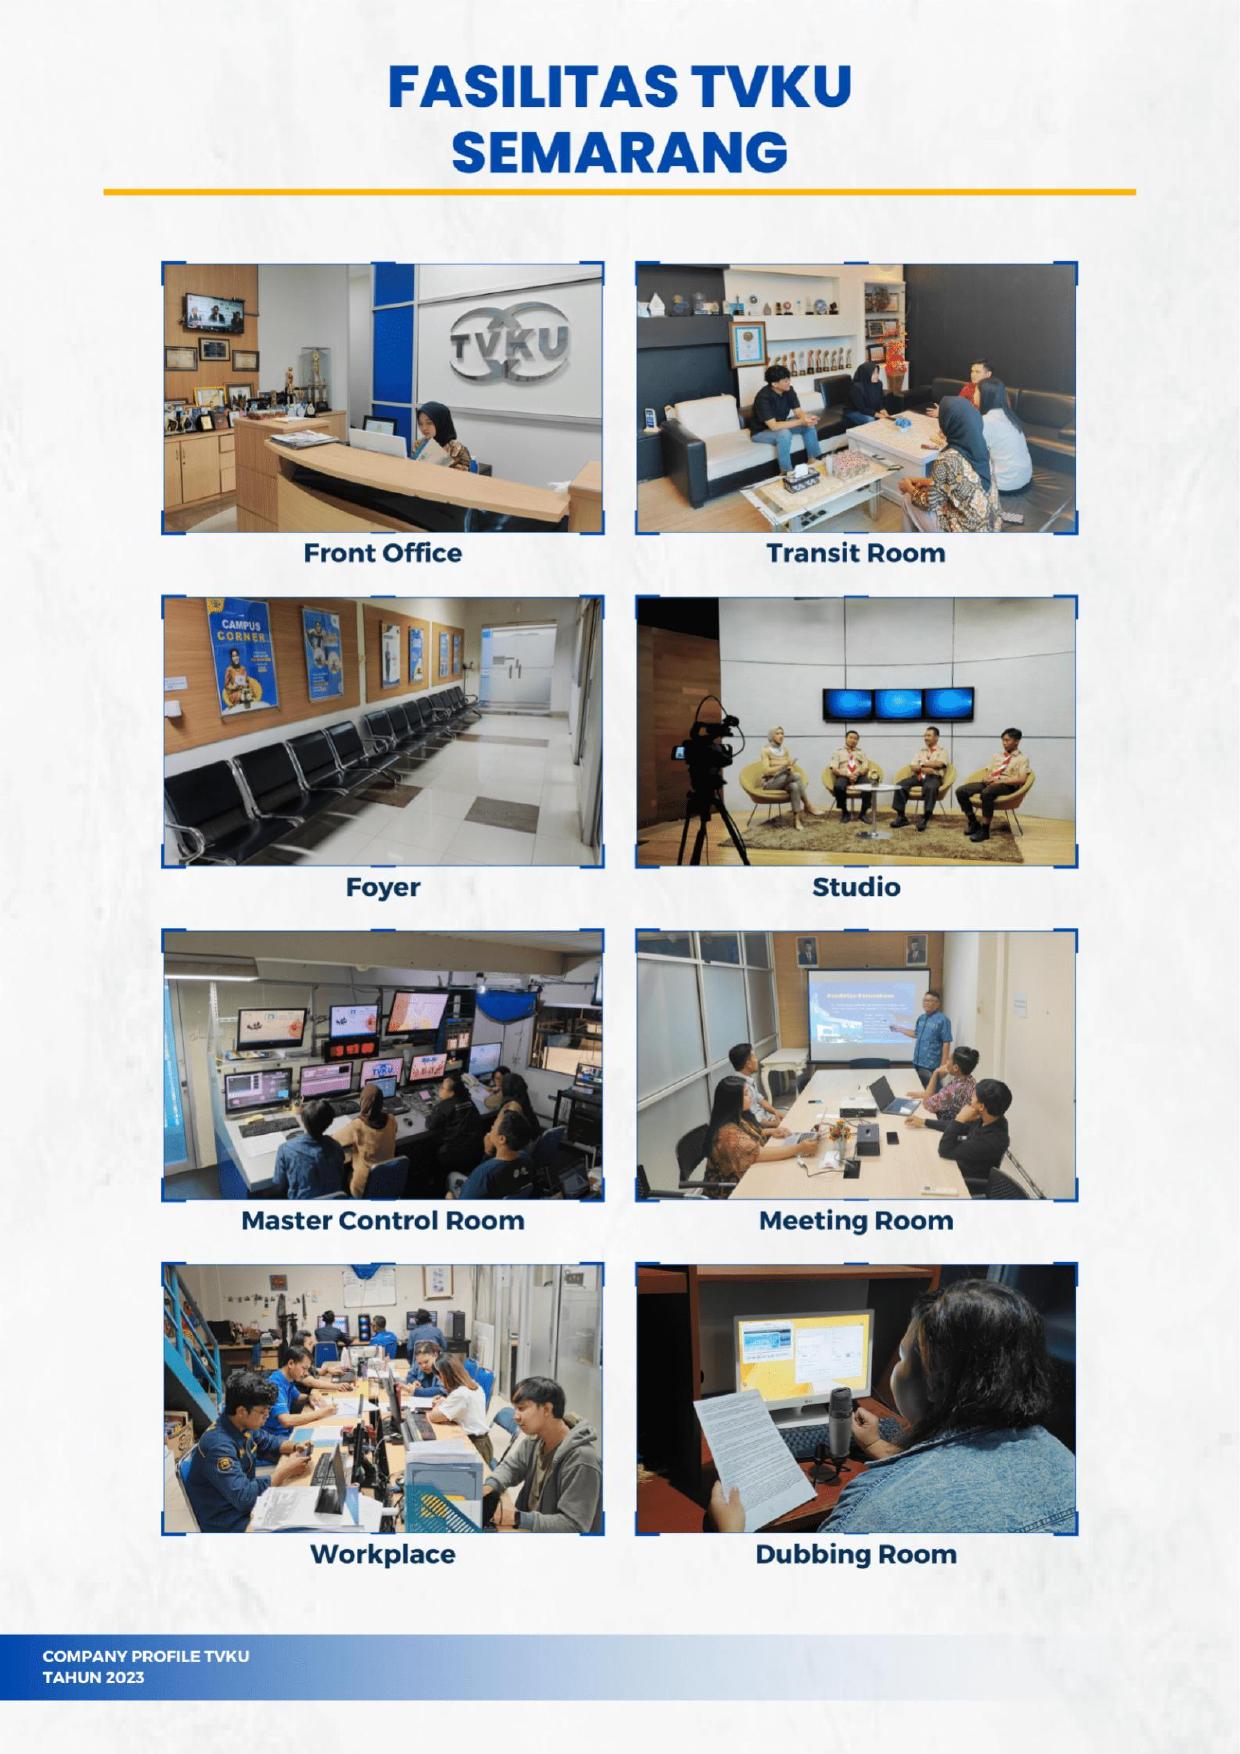 FASILITAS TVKU
SEMARANG
TVKU
Front Office
Transit Room
CAMPUS
CORNER
Foyer
Studio
TVKU
Master Control Room
Meeting Room
Workplace
Dubbing Room
COMPANY PROFILE TVKU
TAHUN 2023